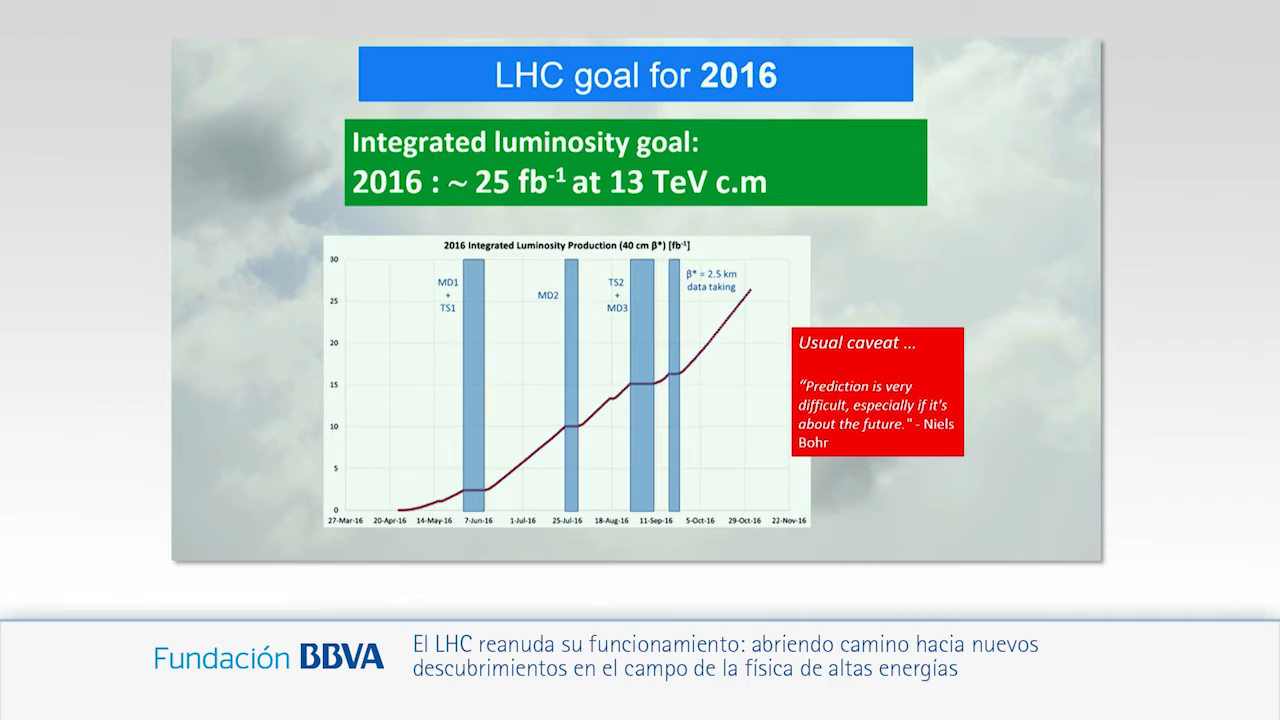 LHC goal for 2016
Integrated luminosity goal:
2016 : ~ 25 fb-1 at 13 TeV c.m
2016 Integrated Luminosity Production (40 cm β*) [fb-1]
30
25
20
15
10
5
0
MD1
+
TS1
MD2
TS2
+
MD3
β* = 2.5 km
data taking
27-Mar-16 20-Apr-16 14-May-16 7-Jun-16 1-Jul-16 25-Jul-16 18-Aug-16 11-Sep-16 5-Oct-16 29-Oct-16 22-Nov-16
Usual caveat ...
“Prediction is very
difficult, especially if it's
about the future." - Niels
Bohr
Fundación BBVA
El LHC reanuda su funcionamiento: abriendo camino hacia nuevos
descubrimientos en el campo de la física de altas energías